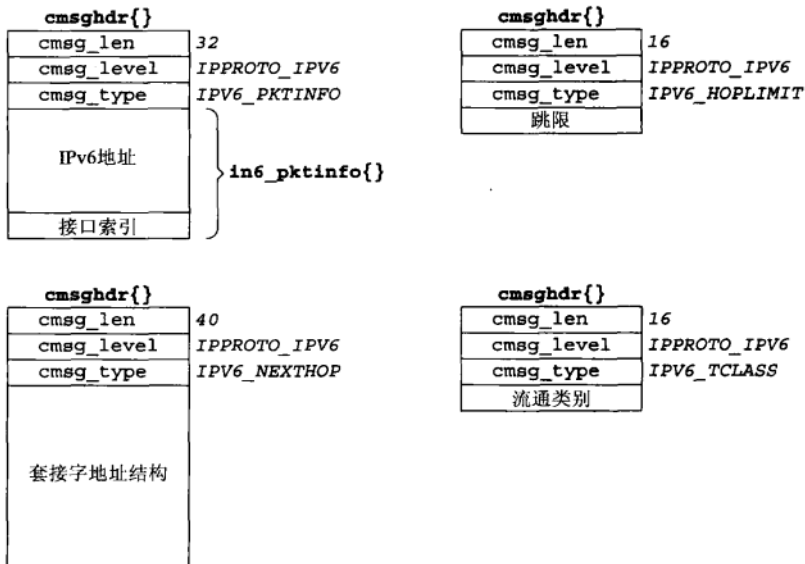 cmsghdr{}
cmsg_len 32
cmsg_level IPPROTO_IPV6
cmsg_type IPV6_PKTINFO
IPv6地址
in6_pktinfo{}
接口索引
cmsghdr{}
cmsg_len 16
cmsg_level IPPROTO_IPV6
cmsg_type IPV6_HOPLIMIT
跳限
cmsghdr{}
cmsg_len 40
cmsg_level IPPROTO_IPV6
cmsg_type IPV6_NEXTHOP
套接字地址结构
cmsghdr{}
cmsg_len 16
cmsg_level IPPROTO_IPV6
cmsg_type IPV6_TCLASS
流通类别